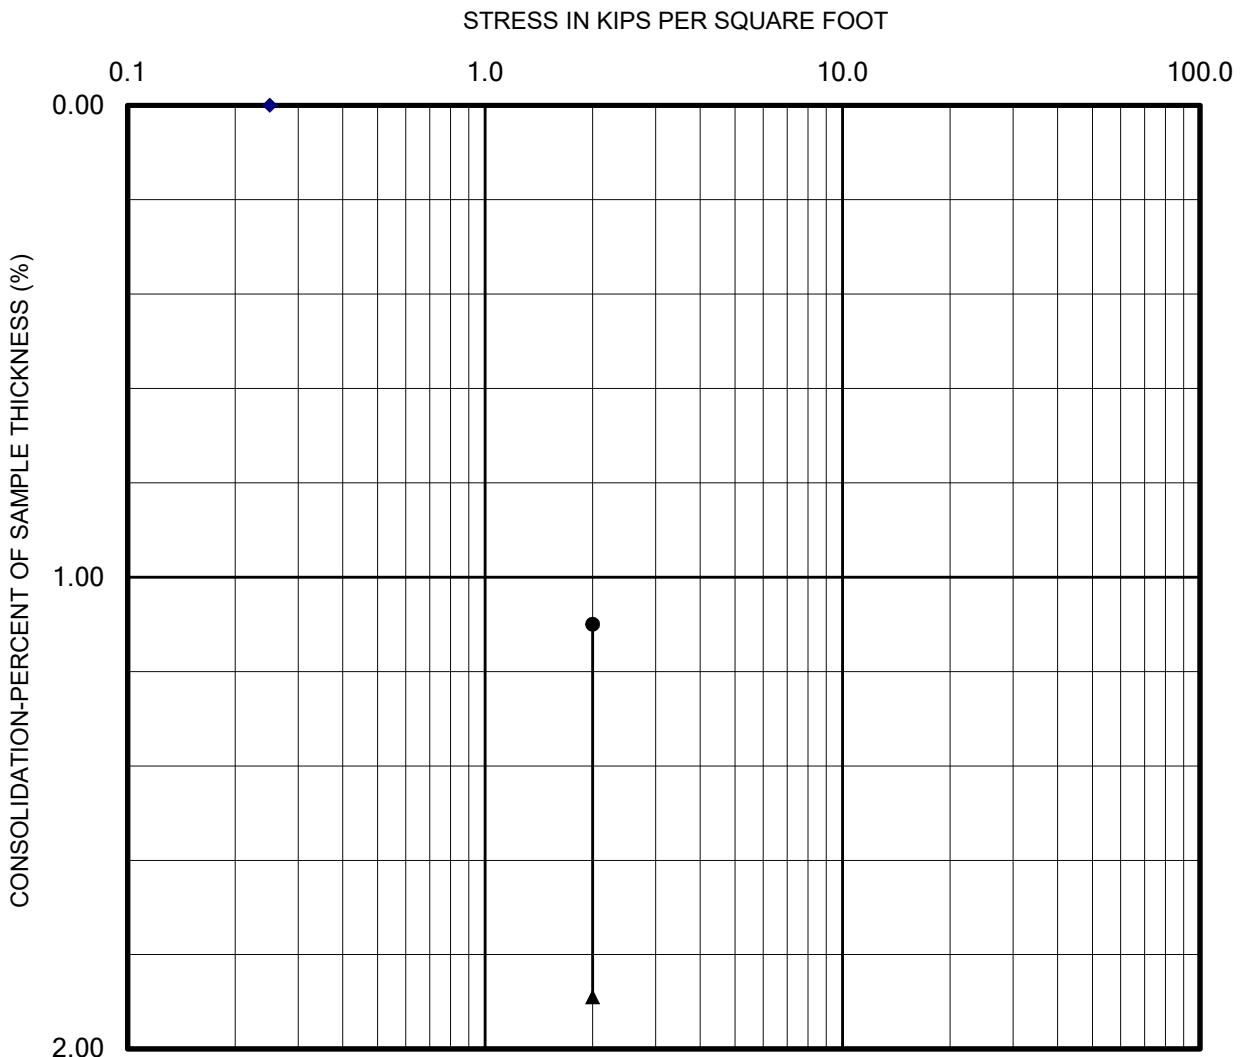 STRESS IN KIPS PER SQUARE FOOT
0.1 1.0 10.0 100.0
0.00
CONSOLIDATION-PERCENT OF SAMPLE THICKNESS (%)
1.00
2.00